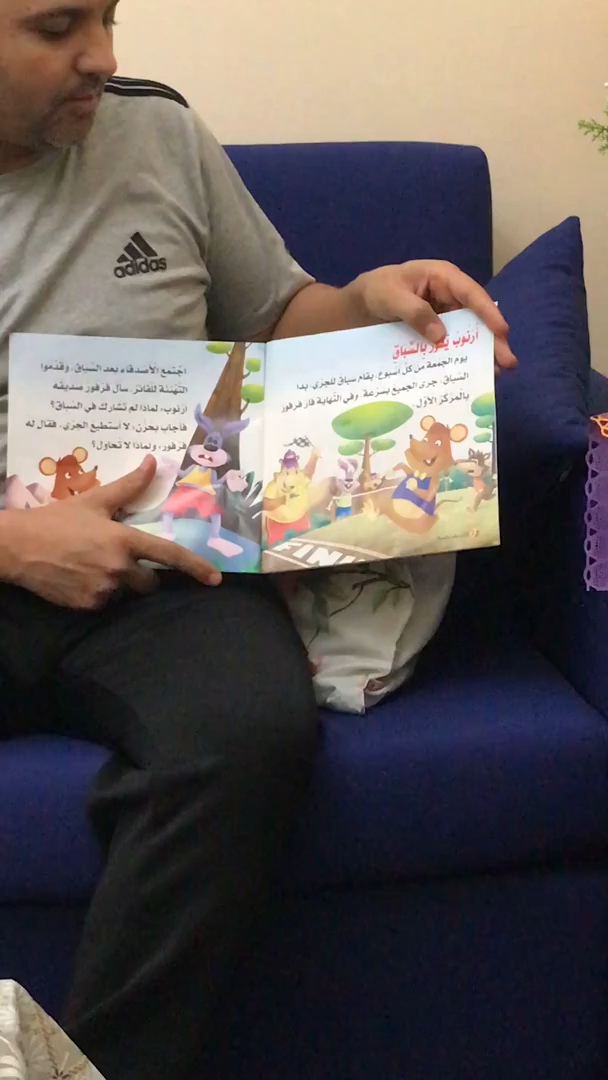 أرنوب يفوز بالسباق
يوم الجمعة من كل أسبوع، يقام سباق للجري، بدأ
السباق، جرى الجميع بسرعة، وفي النهاية فاز فرفور
بالمركز الأول.
اجتمع الأصدقاء بعد السباق، وقدموا
التهنئة للفائز، سأل فرفور صديقه
أرنوب، لماذا لم تشارك في السباق؟
فأجاب بحزن، لا أستطيع الجري، فقال له
فرفور، ولماذا لا تحاول؟
FINI
adidas